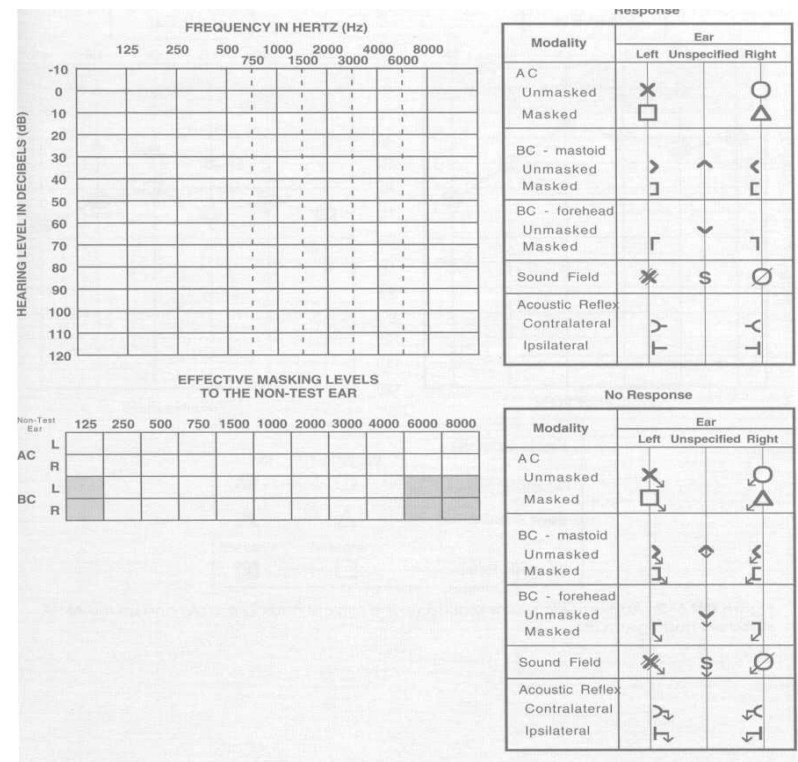 FREQUENCY IN HERTZ (Hz)
125 250 500 1000 2000 4000 8000
750 1500 3000 6000
HEARING LEVEL IN DECIBELS (dB)
-10
0
10
20
30
40
50
60
70
80
90
100
110
120
EFFECTIVE MASKING LEVELS
TO THE NON-TEST EAR
Non-Test
Ear
125 250 500 750 1500 1000 2000 3000 4000 6000 8000
AC
L
R
BC
L
R
Response
Modality
Ear
Left Unspecified Right
AC
Unmasked
Masked
BC - mastoid
Unmasked
Masked
BC - forehead
Unmasked
Masked
Sound Field S
Acoustic Reflex
Contralateral
Ipsilateral
No Response
Modality
Ear
Left Unspecified Right
AC
Unmasked
Masked
BC - mastoid
Unmasked
Masked
BC - forehead
Unmasked
Masked
Sound Field S
Acoustic Reflex
Contralateral
Ipsilateral